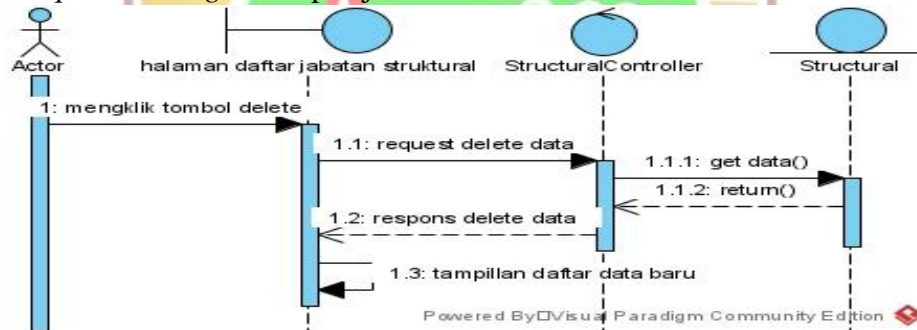 Actor
halaman daftar jabatan struktural
StructuralController
Structural
1: mengklik tombol delete
1.1: request delete data
1.1.1: get data()
1.1.2: return()
1.2: respons delete data
1.3: tampillan daftar data baru
Powered By□Visual Paradigm Community Edition